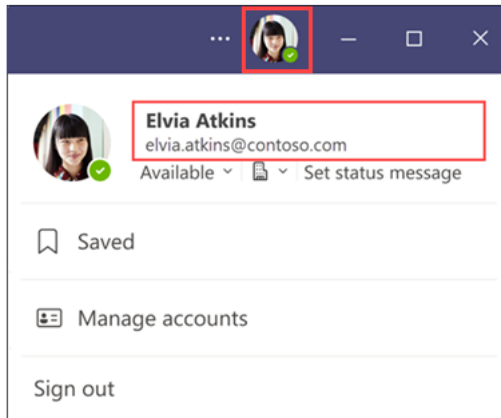 Elvia Atkins
elvia.atkins@contoso.com
Available Set status message
Saved
Manage accounts
Sign out